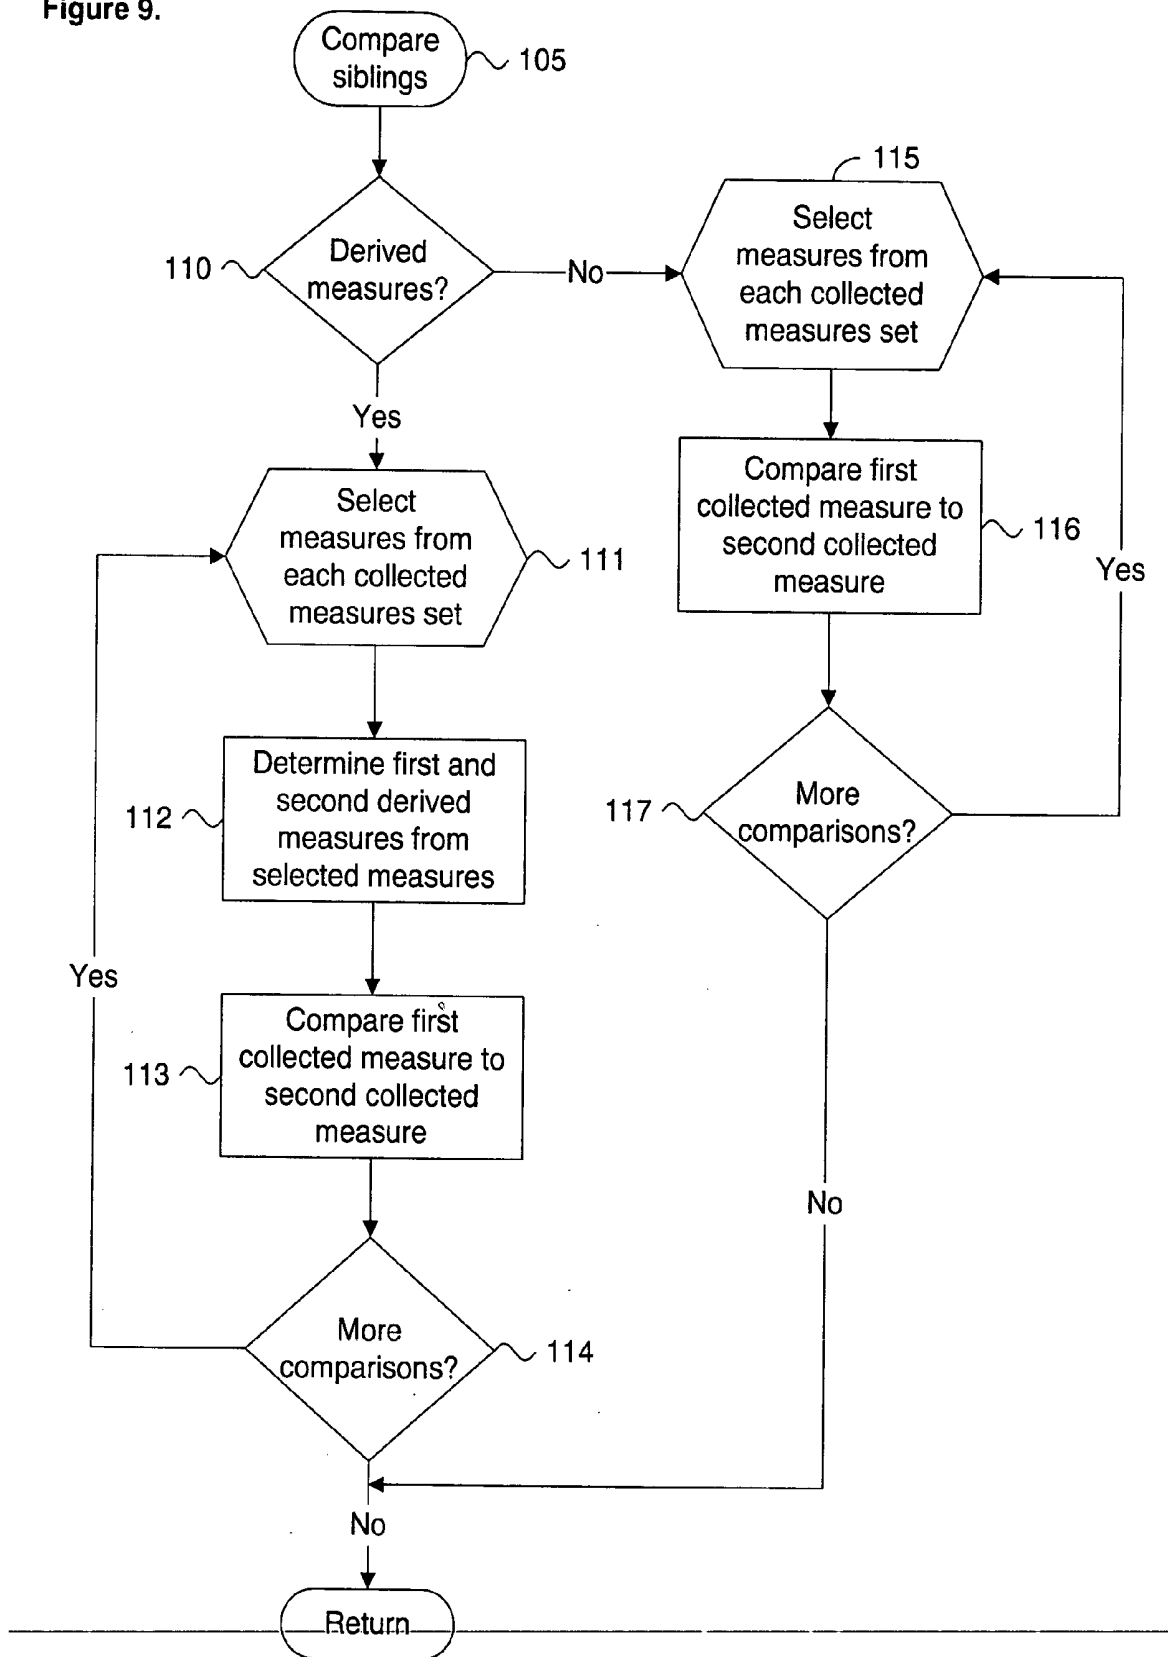 Figure 9.
Compare
siblings
105
115
Derived
measures?
110
No
Select
measures from
each collected
measures set
Yes
Compare first
collected measure to
second collected
measure
116
Yes
Select
measures from
each collected
measures set
111
Determine first and
second derived
measures from
selected measures
112
More
comparisons?
117
Yes
Compare first
collected measure to
second collected
measure
113
No
More
comparisons?
114
No
Return